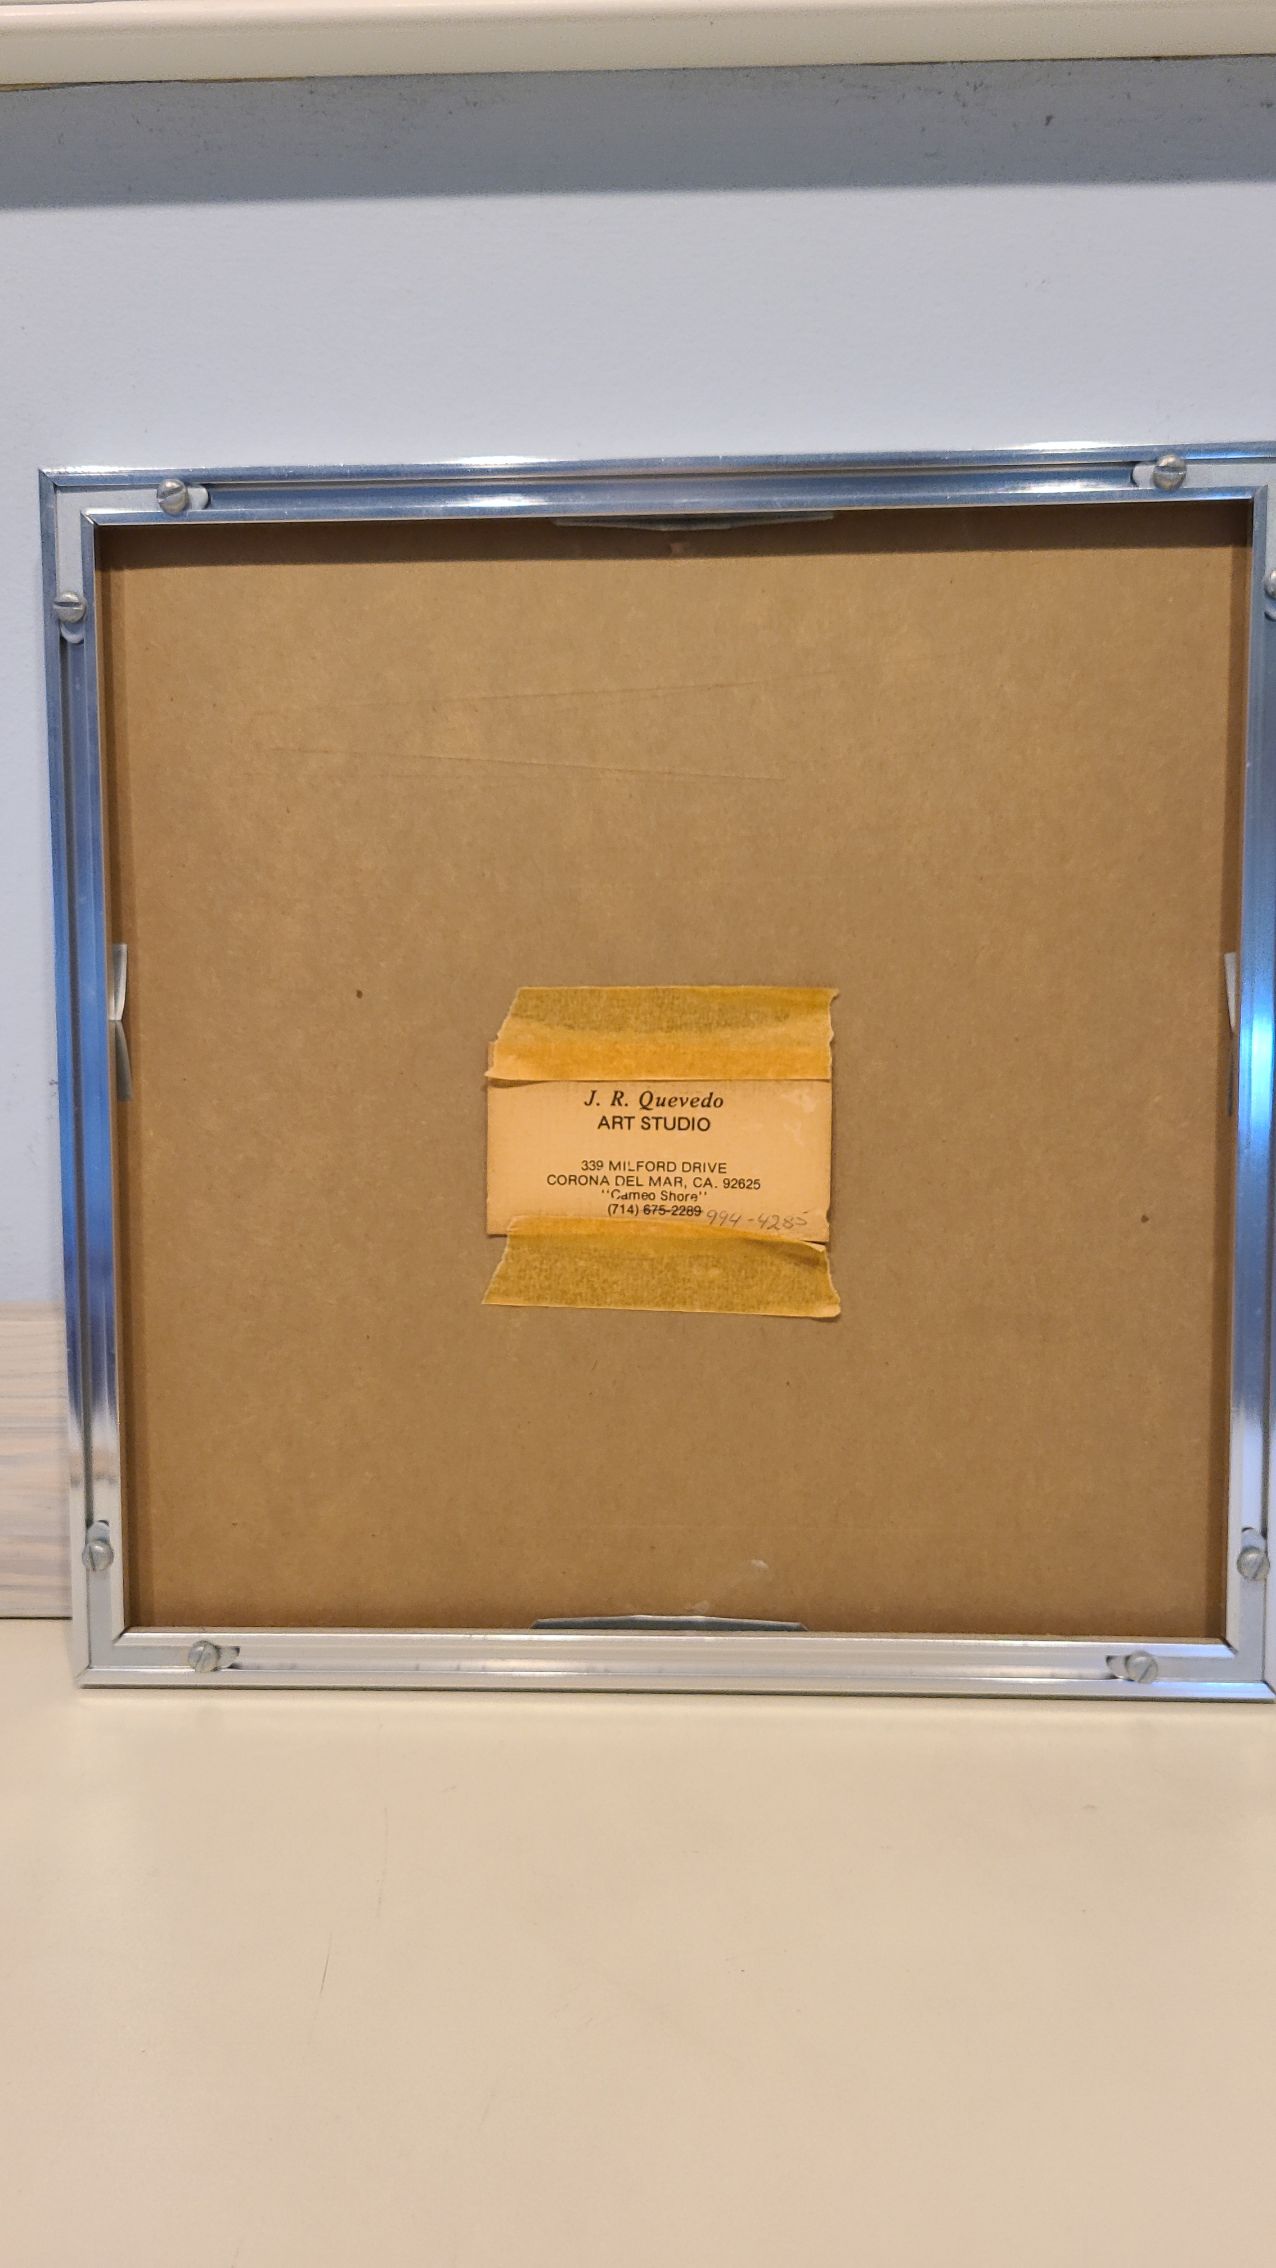 J. R. Quevedo
ART STUDIO
339 MILFORD DRIVE
CORONA DEL MAR, CA. 92625
"Cameo Shore"
(714) 675-2289 994-4285